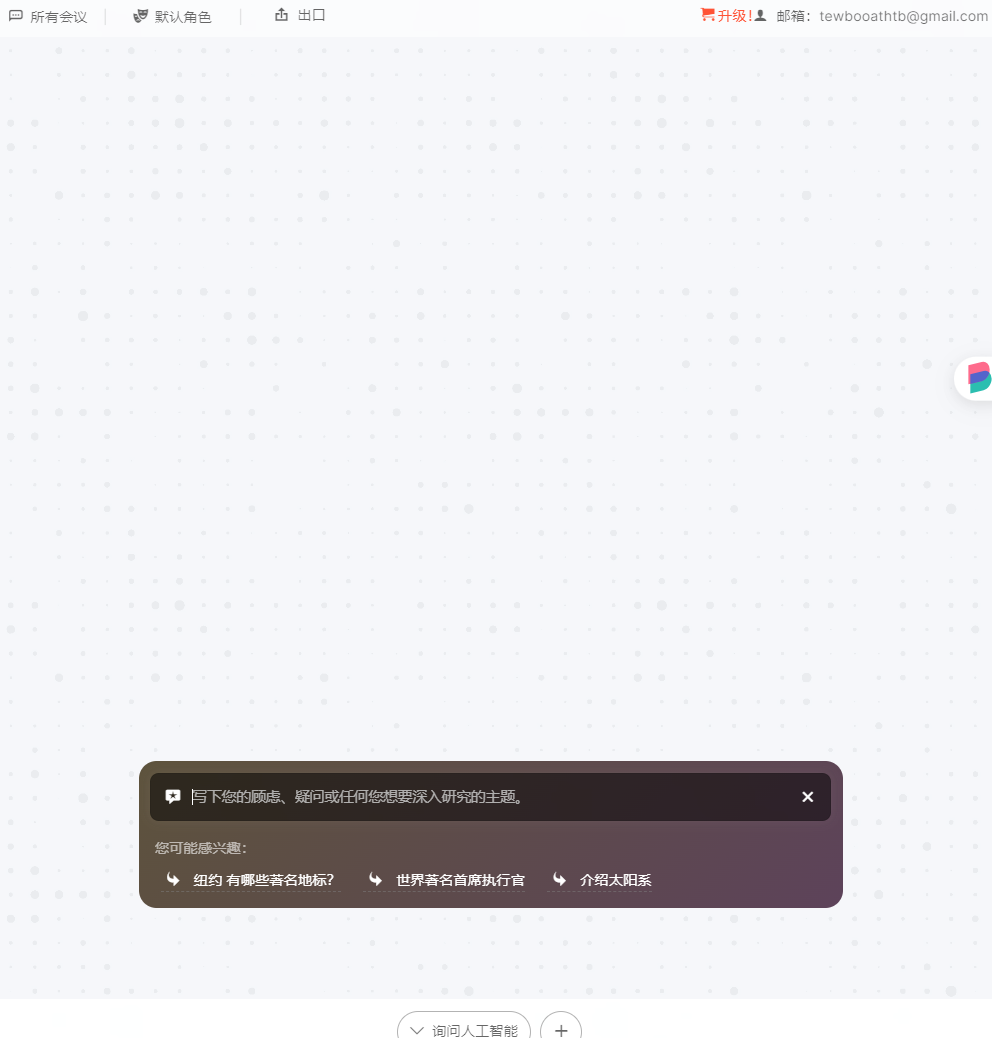 所有会议
默认角色
出口
升级!
邮箱：tewbooathtb@gmail.com
写下您的顾虑、疑问或任何您想要深入研究的主题。
您可能感兴趣：
纽约 有哪些著名地标？
世界著名首席执行官
介绍太阳系
询问人工智能